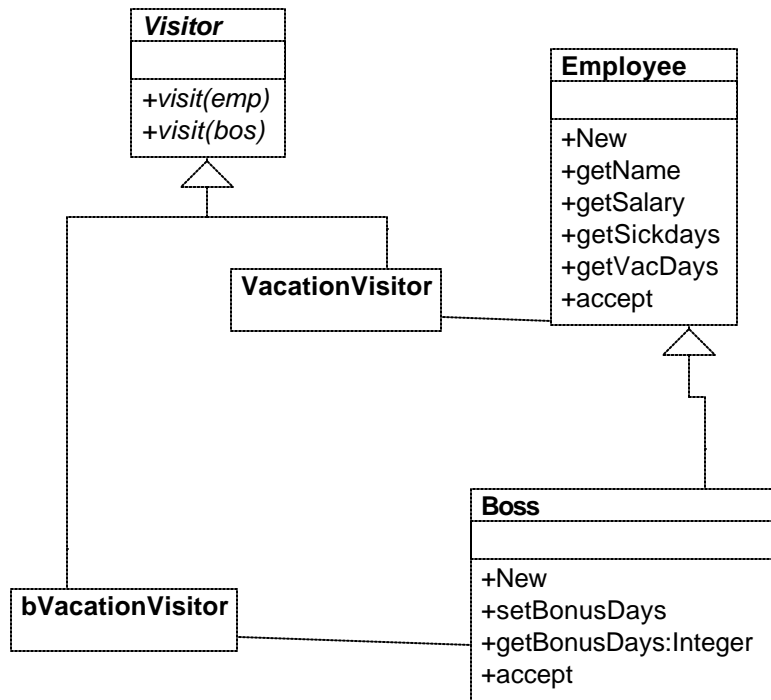 Visitor
+visit(emp)
+visit(bos)
Employee
+New
+getName
+getSalary
+getSickdays
+getVacDays
+accept
VacationVisitor
Boss
+New
+setBonusDays
+getBonusDays:Integer
+accept
bVacationVisitor